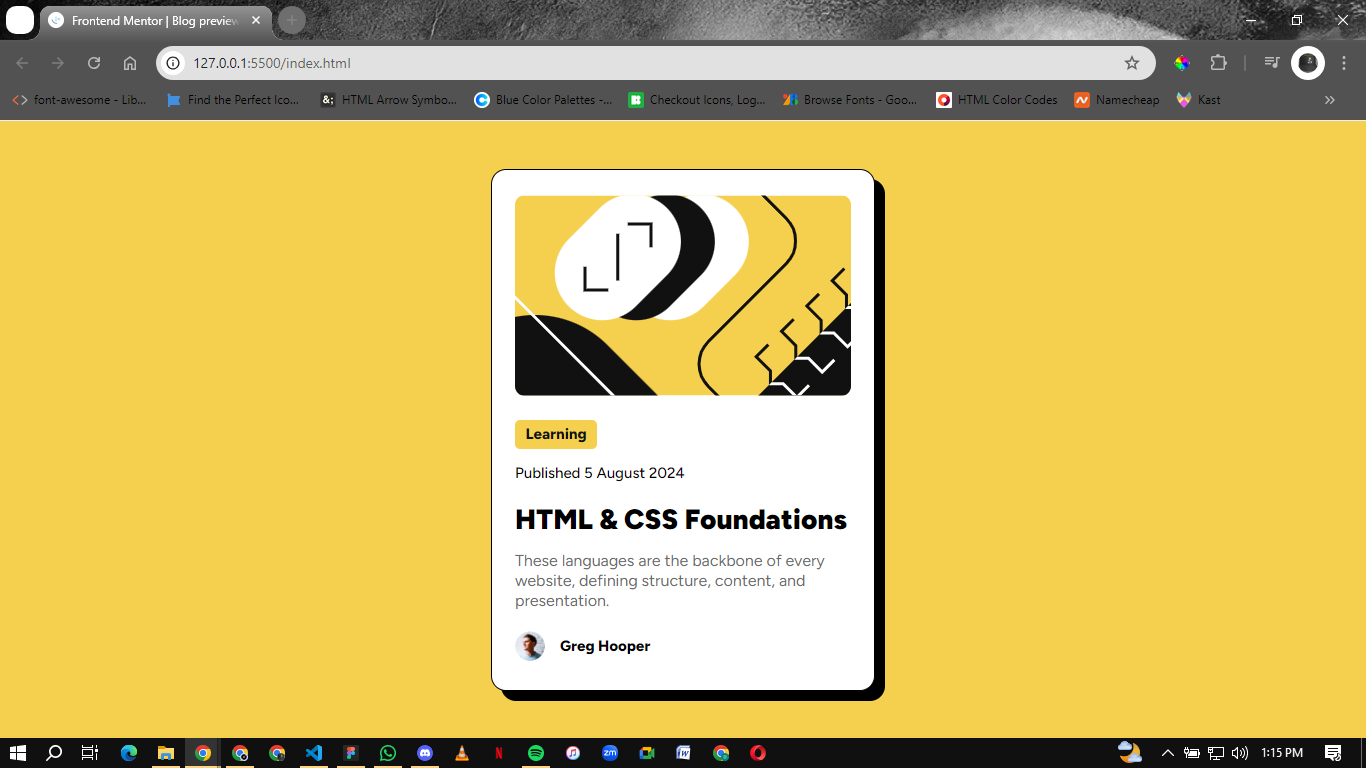 Frontend Mentor | Blog preview
127.0.0.1:5500/index.html
font-awesome - Lib...
Find the Perfect Ico...
HTML Arrow Symbo...
Blue Color Palettes -...
Checkout Icons, Log...
Browse Fonts - Goo...
HTML Color Codes
Namecheap
Kast
Learning
Published 5 August 2024
HTML & CSS Foundations
These languages are the backbone of every
website, defining structure, content, and
presentation.
Greg Hooper
1:15 PM